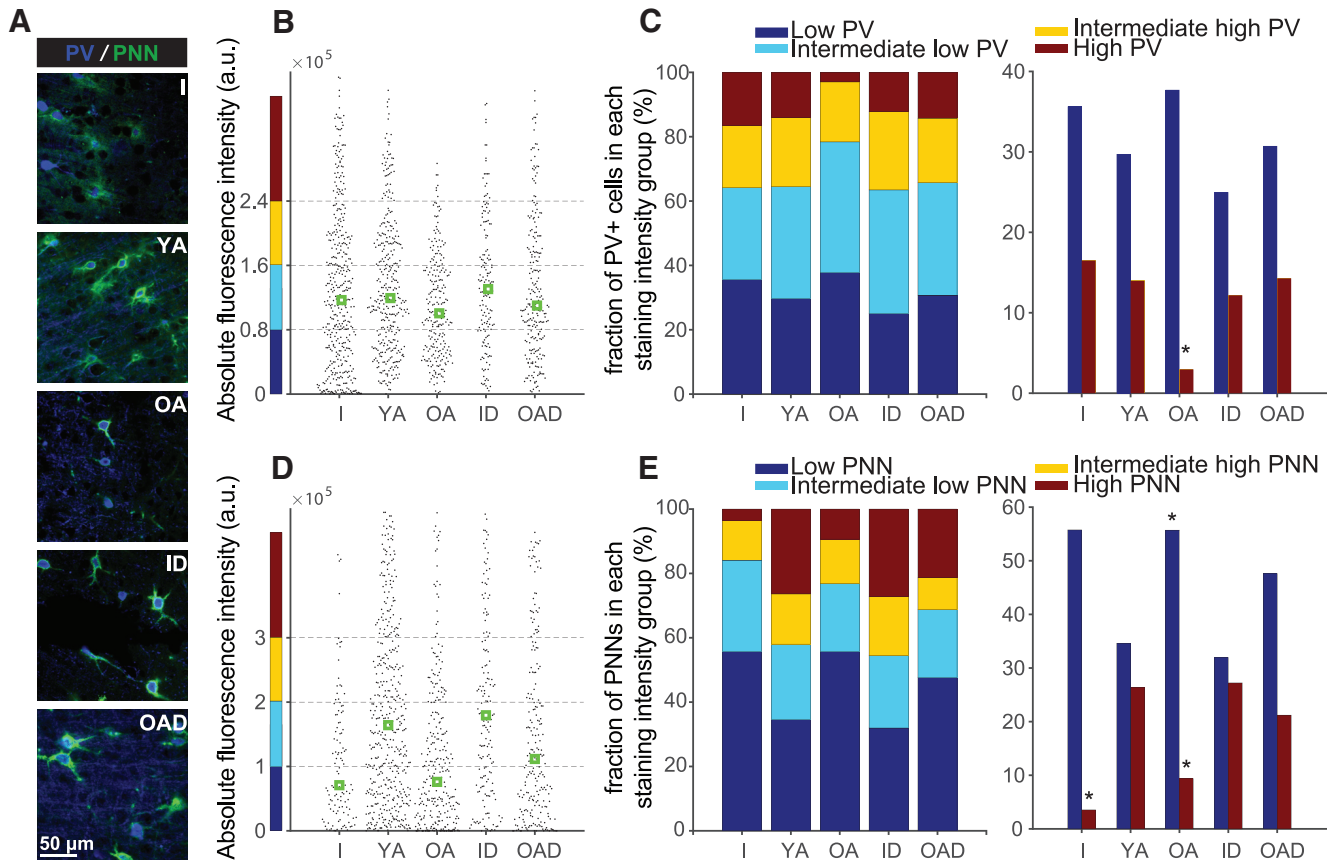 A
PV / PNN
I
YA
OA
ID
OAD
50 µm
B
Absolute fluorescence intensity (a.u.)
×10⁵
2.4
1.6
0.8
0
I YA OA ID OAD
C
Low PV
Intermediate low PV
Intermediate high PV
High PV
fraction of PV+ cells in each
staining intensity group (%)
100
80
60
40
20
0
I YA OA ID OAD
40
30
20
10
0
*
I YA OA ID OAD
D
Absolute fluorescence intensity (a.u.)
×10⁵
3
2
1
0
I YA OA ID OAD
E
Low PNN
Intermediate low PNN
Intermediate high PNN
High PNN
fraction of PNNs in each
staining intensity group (%)
100
80
60
40
20
0
I YA OA ID OAD
60
50
40
30
20
10
0
*
*
*
I YA OA ID OAD